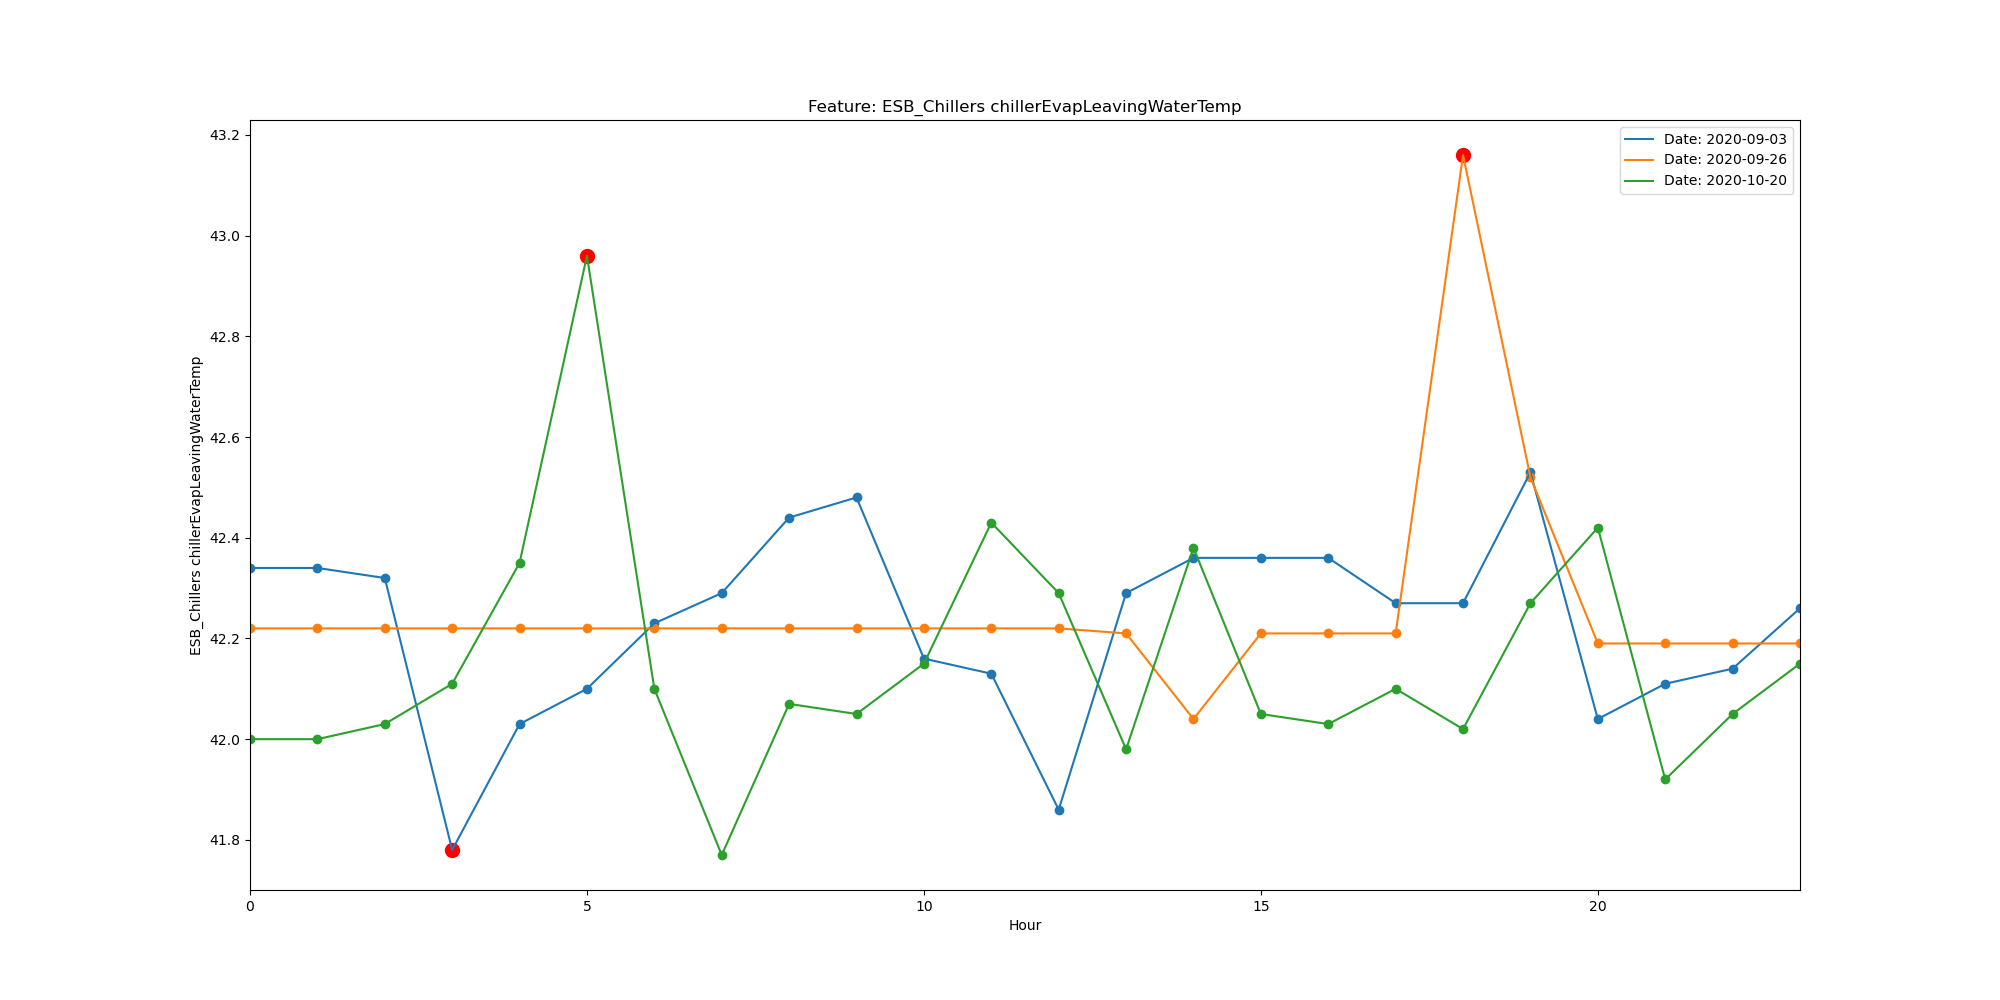 Feature: ESB_Chillers chillerEvapLeavingWaterTemp
Date: 2020-09-03
Date: 2020-09-26
Date: 2020-10-20
ESB_Chillers chillerEvapLeavingWaterTemp
43.2
43.0
42.8
42.6
42.4
42.2
42.0
41.8
0 5 10 15 20
Hour